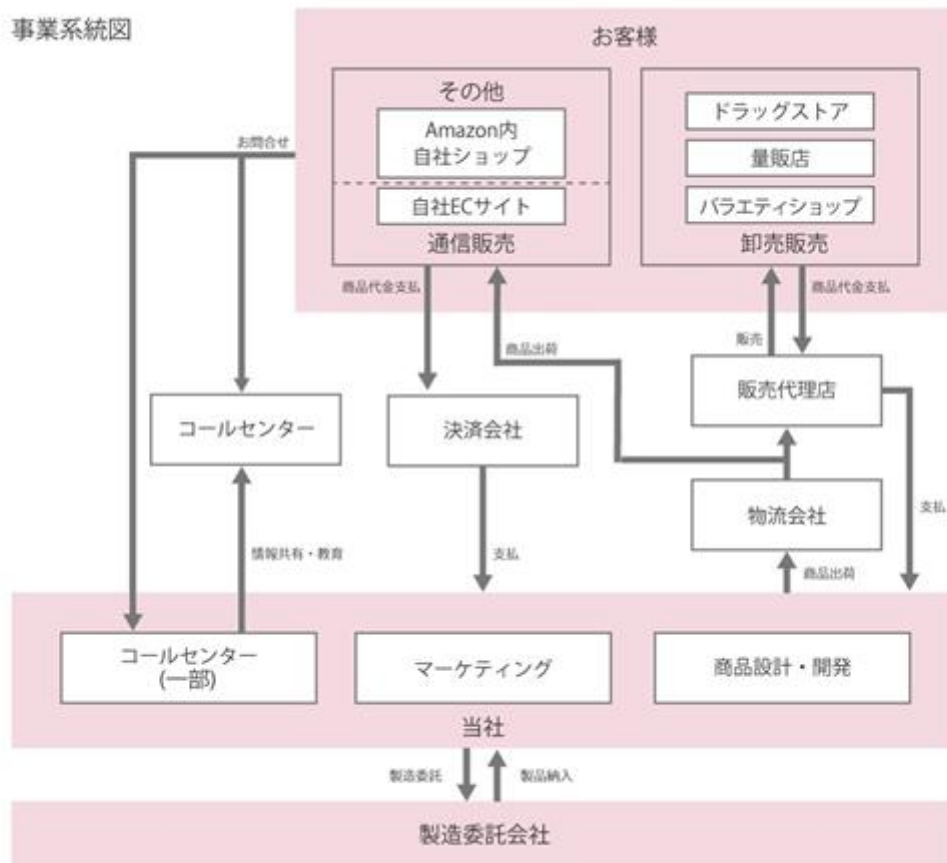 事業系統図
お客様
その他
Amazon内
自社ショップ
自社ECサイト
通信販売
ドラッグストア
量販店
バラエティショップ
卸売販売
お問合せ
商品代金支払
商品出荷
販売
商品代金支払
コールセンター
決済会社
販売代理店
物流会社
情報共有・教育
支払
商品出荷
支払
コールセンター
(一部)
マーケティング
商品設計・開発
当社
製造委託
製品納入
製造委託会社